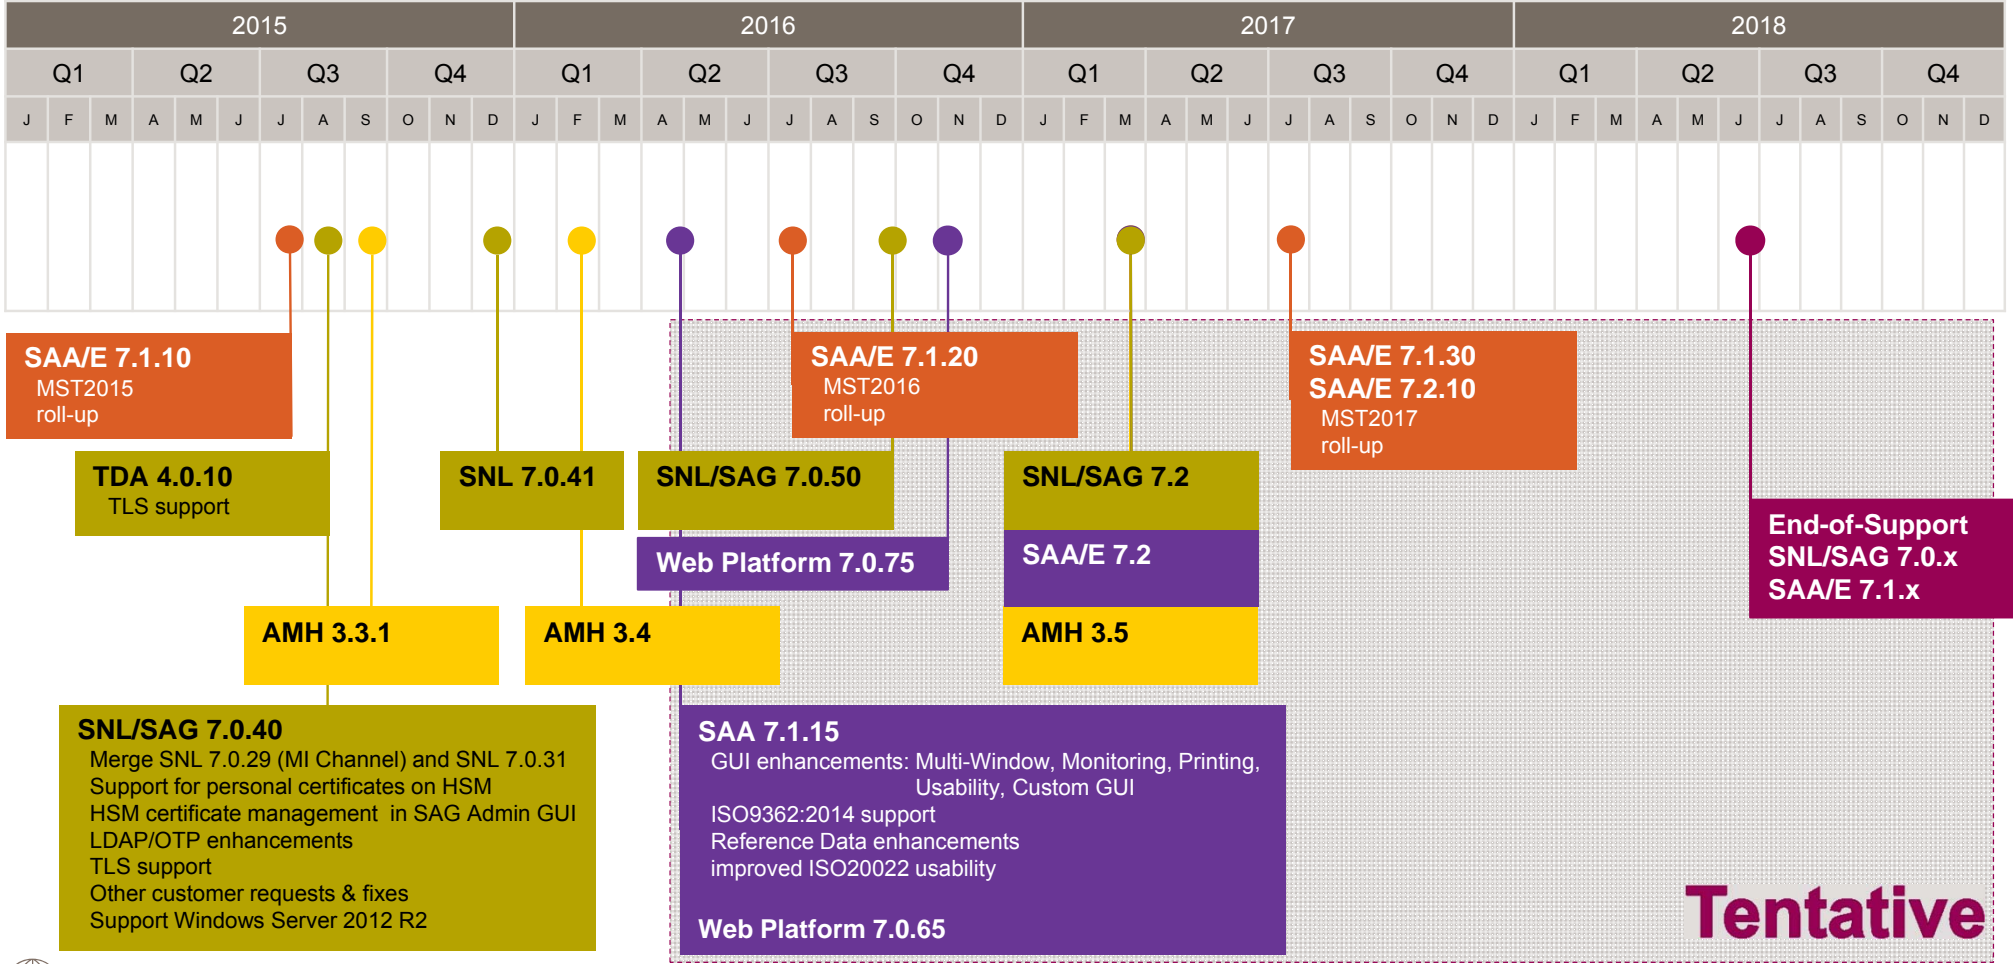 2015 2016 2017 2018
Q1 Q2 Q3 Q4 Q1 Q2 Q3 Q4 Q1 Q2 Q3 Q4 Q1 Q2 Q3 Q4
J F M A M J J A S O N D J F M A M J J A S O N D J F M A M J J A S O N D J F M A M J J A S O N D
SAA/E 7.1.10
MST2015
roll-up
SAA/E 7.1.20
MST2016
roll-up
SAA/E 7.1.30
SAA/E 7.2.10
MST2017
roll-up
TDA 4.0.10
TLS support
SNL 7.0.41
SNL/SAG 7.0.50
SNL/SAG 7.2
Web Platform 7.0.75
SAA/E 7.2
End-of-Support
SNL/SAG 7.0.x
SAA/E 7.1.x
AMH 3.3.1
AMH 3.4
AMH 3.5
SNL/SAG 7.0.40
Merge SNL 7.0.29 (MI Channel) and SNL 7.0.31
Support for personal certificates on HSM
HSM certificate management in SAG Admin GUI
LDAP/OTP enhancements
TLS support
Other customer requests & fixes
Support Windows Server 2012 R2
SAA 7.1.15
GUI enhancements: Multi-Window, Monitoring, Printing,
Usability, Custom GUI
ISO9362:2014 support
Reference Data enhancements
improved ISO20022 usability
Web Platform 7.0.65
Tentative